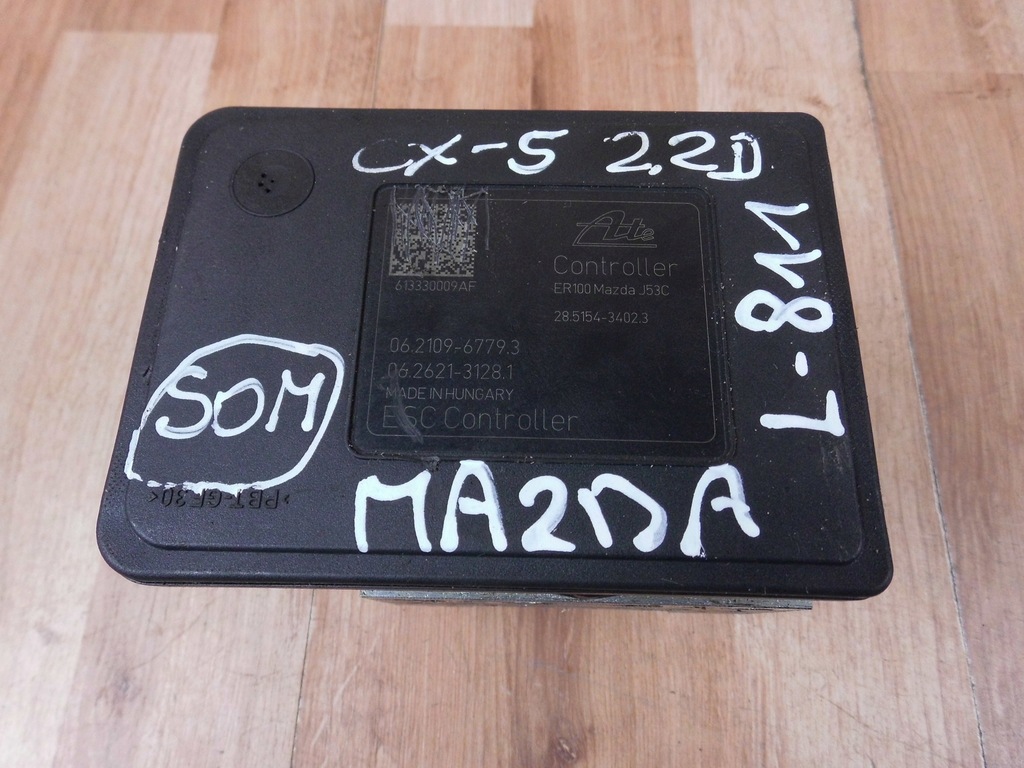 CX-5 2.2D
Ate
613330009AF
Controller
ER100 Mazda J53C
28.5154-3402.3
06.2109-6779.3
06.2621-3128.1
MADE IN HUNGARY
ESC Controller
L-811
SOM
>PBT-GF30<
MAZDA